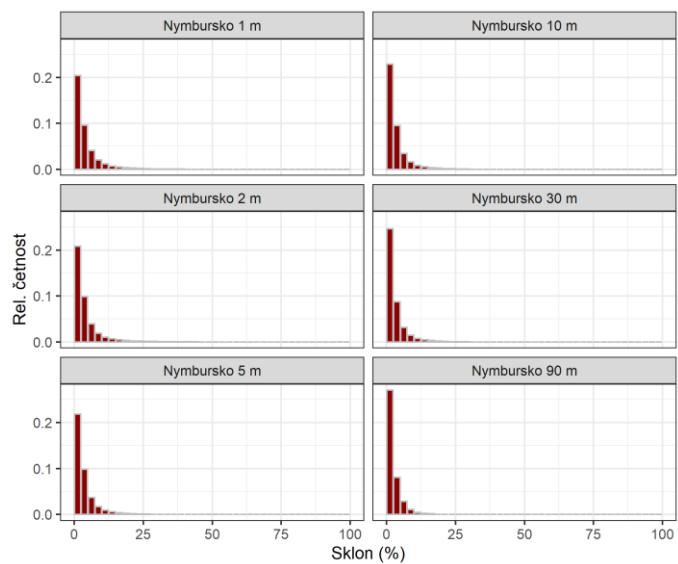 Nymbursko 1 m
Nymbursko 10 m
0.2
0.1
0.0
Nymbursko 2 m
Nymbursko 30 m
0.2
0.1
0.0
Nymbursko 5 m
Nymbursko 90 m
0.2
0.1
0.0
0 25 50 75 100
0 25 50 75 100
Sklon (%)
Rel. četnost